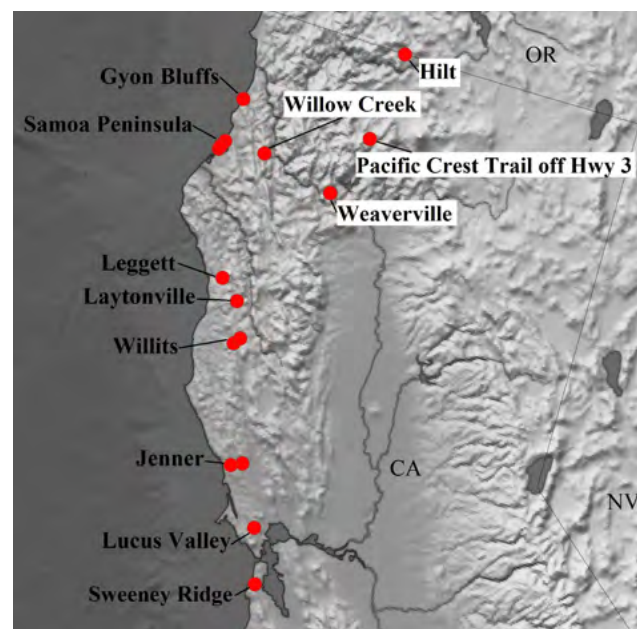 OR
Hilt
Gyon Bluffs
Willow Creek
Samoa Peninsula
Pacific Crest Trail off Hwy 3
Weaverville
Leggett
Laytonville
Willits
Jenner
CA
NV
Lucus Valley
Sweeney Ridge